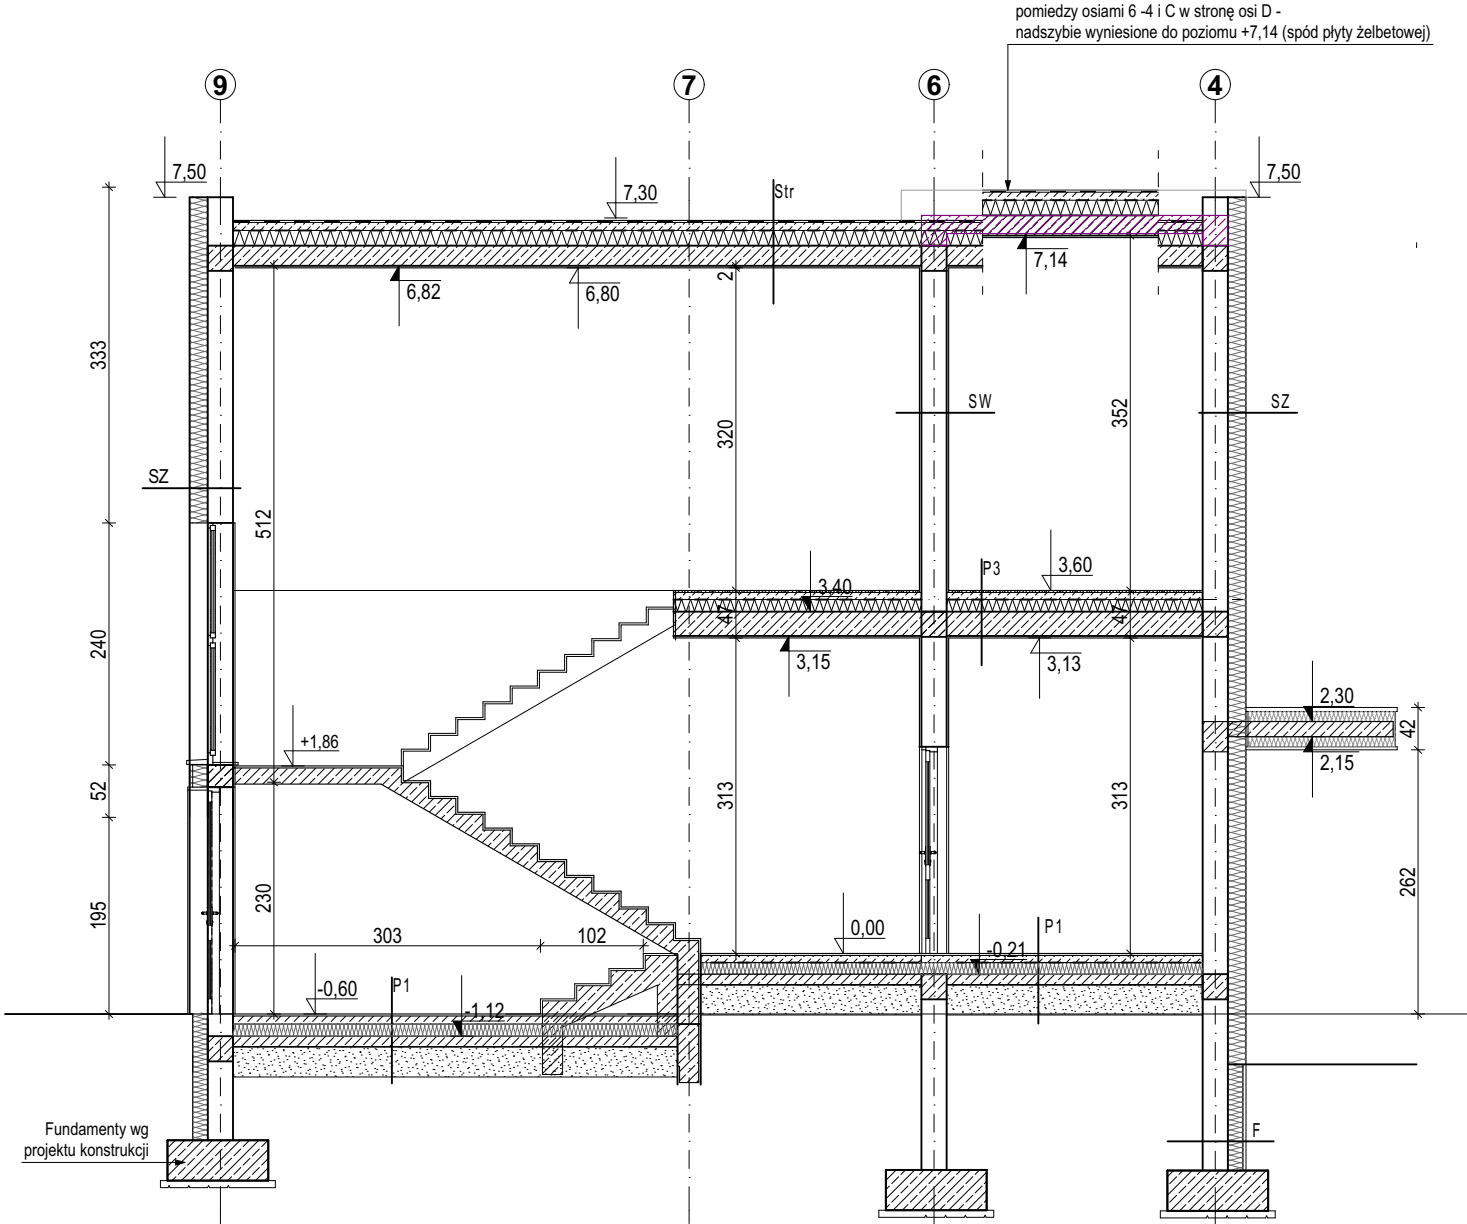 pomiedzy osiami 6 -4 i C w stronę osi D -
nadszybie wyniesione do poziomu +7,14 (spód płyty żelbetowej)
9 7 6 4
7,50 7,30 Str 7,50
6,82 6,80 2 7,14
333 320 SW 352 SZ
SZ
512
P3 3,60
3,40
47 47
240
3,15 3,13
+1,86
2,30
42
2,15
52 313 313
195 230 262
303 102 0,00 -0,21 P1
-0,60 P1 -1,12
Fundamenty wg
projektu konstrukcji
F